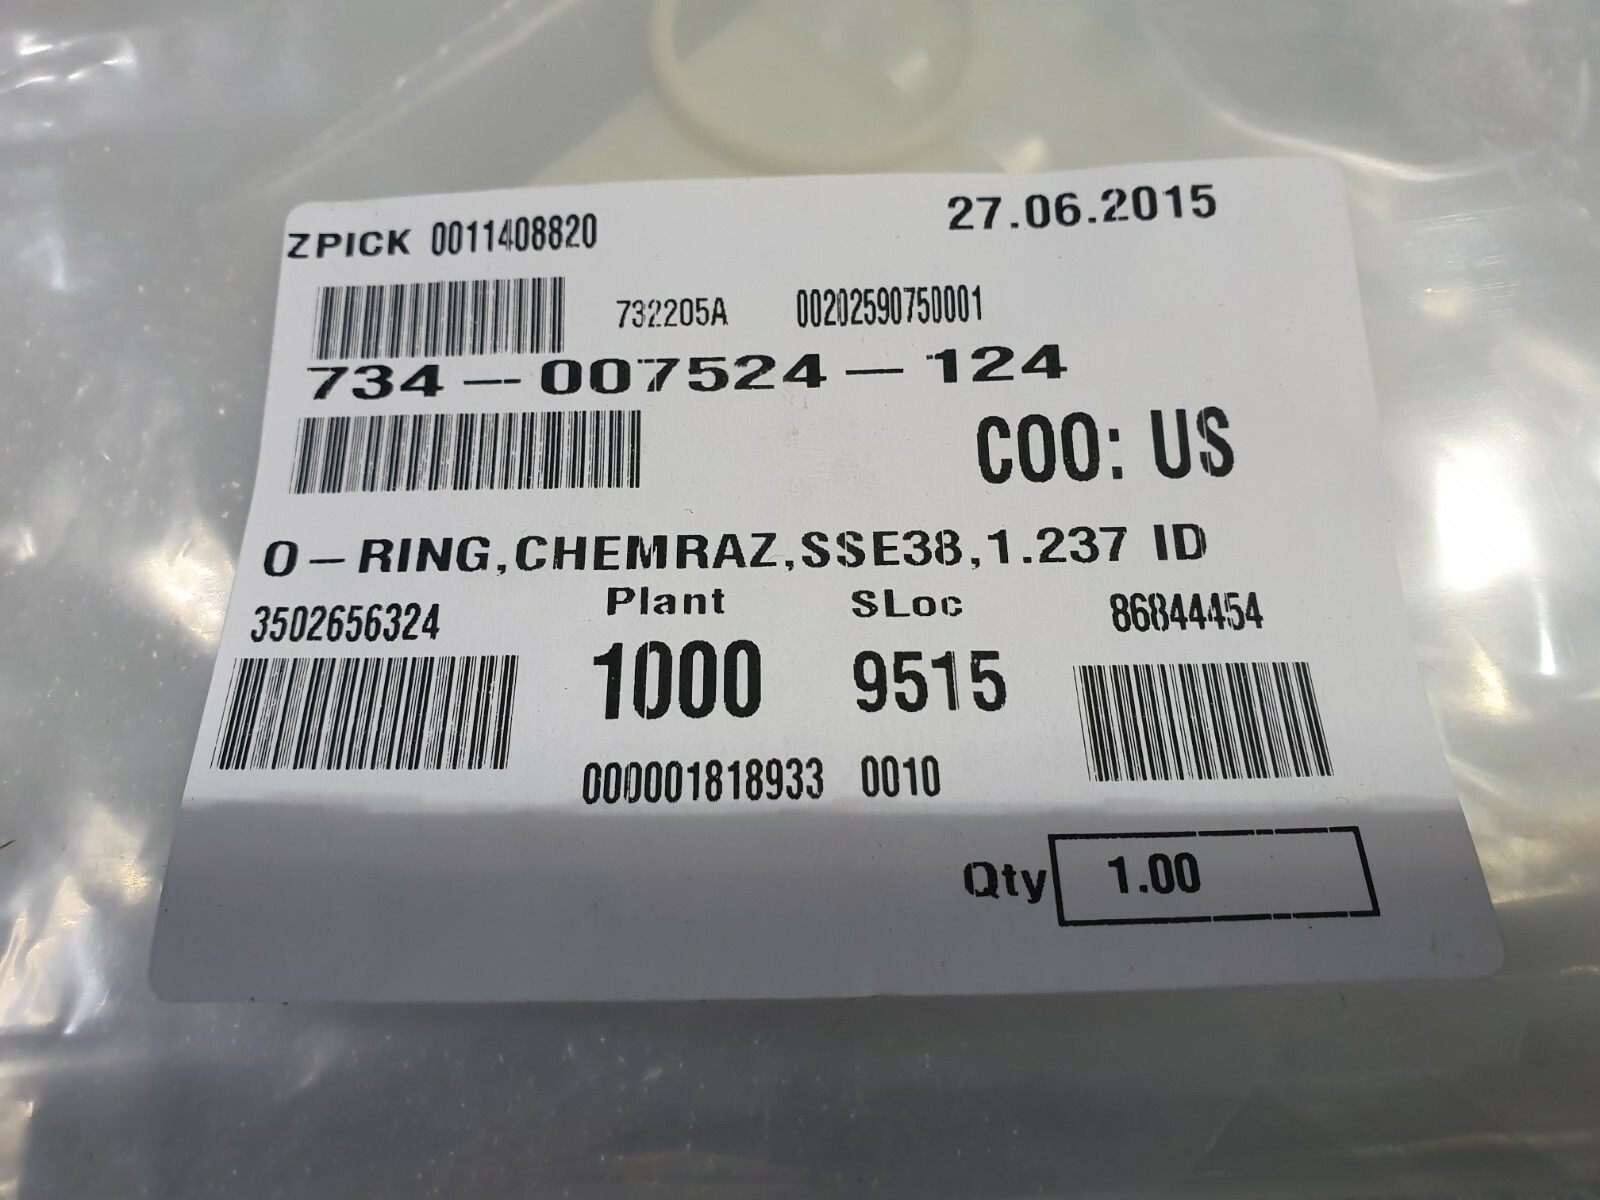 ZPICK 0011408820 27.06.2015
732205A 00202590750001
734-007524-124
COO: US
O-RING,CHEMRAZ,SSE38,1.237 ID
3502656324 Plant SLoc 86844454
1000 9515
000001818933 0010
Qty 1.00